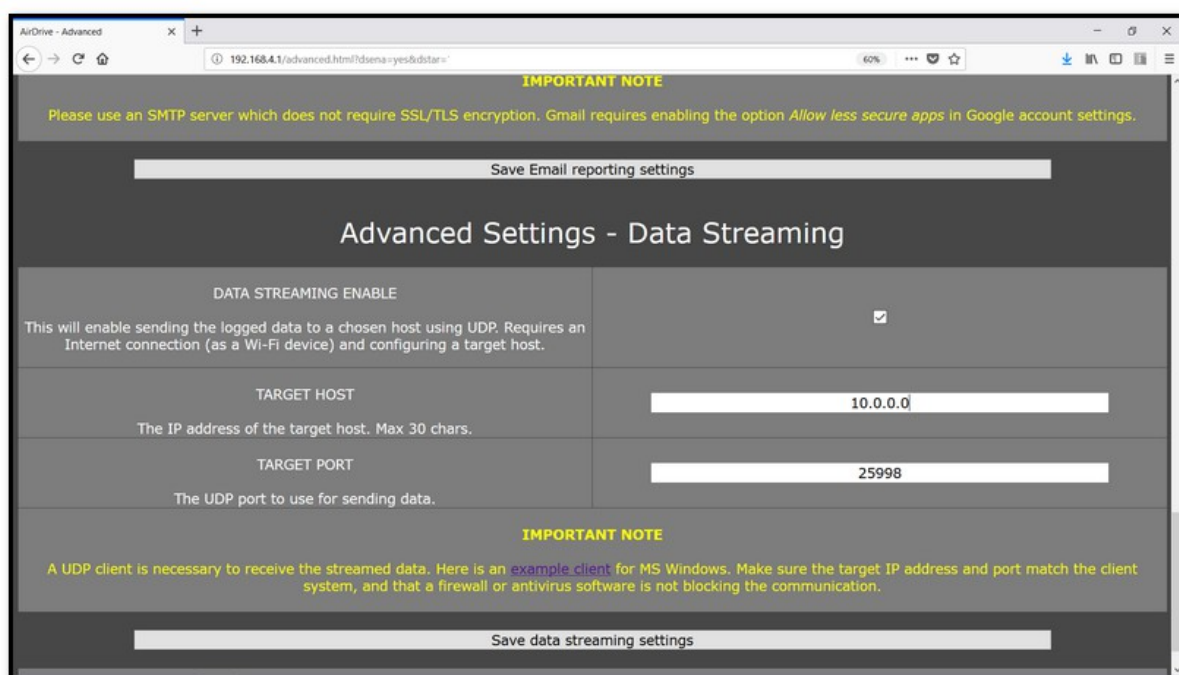 AirDrive - Advanced
192.168.4.1/advanced.html?dsena=yes&dstar='
60%
IMPORTANT NOTE
Please use an SMTP server which does not require SSL/TLS encryption. Gmail requires enabling the option Allow less secure apps in Google account settings.
Save Email reporting settings
Advanced Settings - Data Streaming
DATA STREAMING ENABLE
This will enable sending the logged data to a chosen host using UDP. Requires an
Internet connection (as a Wi-Fi device) and configuring a target host.
TARGET HOST
10.0.0.0
The IP address of the target host. Max 30 chars.
TARGET PORT
25998
The UDP port to use for sending data.
IMPORTANT NOTE
A UDP client is necessary to receive the streamed data. Here is an example client for MS Windows. Make sure the target IP address and port match the client
system, and that a firewall or antivirus software is not blocking the communication.
Save data streaming settings